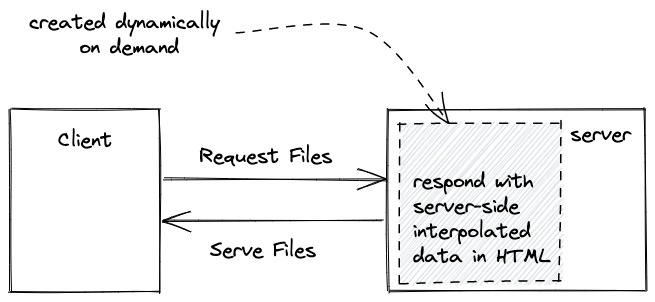 created dynamically
on demand
Client
server
Request Files
respond with
server-side
interpolated
data in HTML
Serve Files